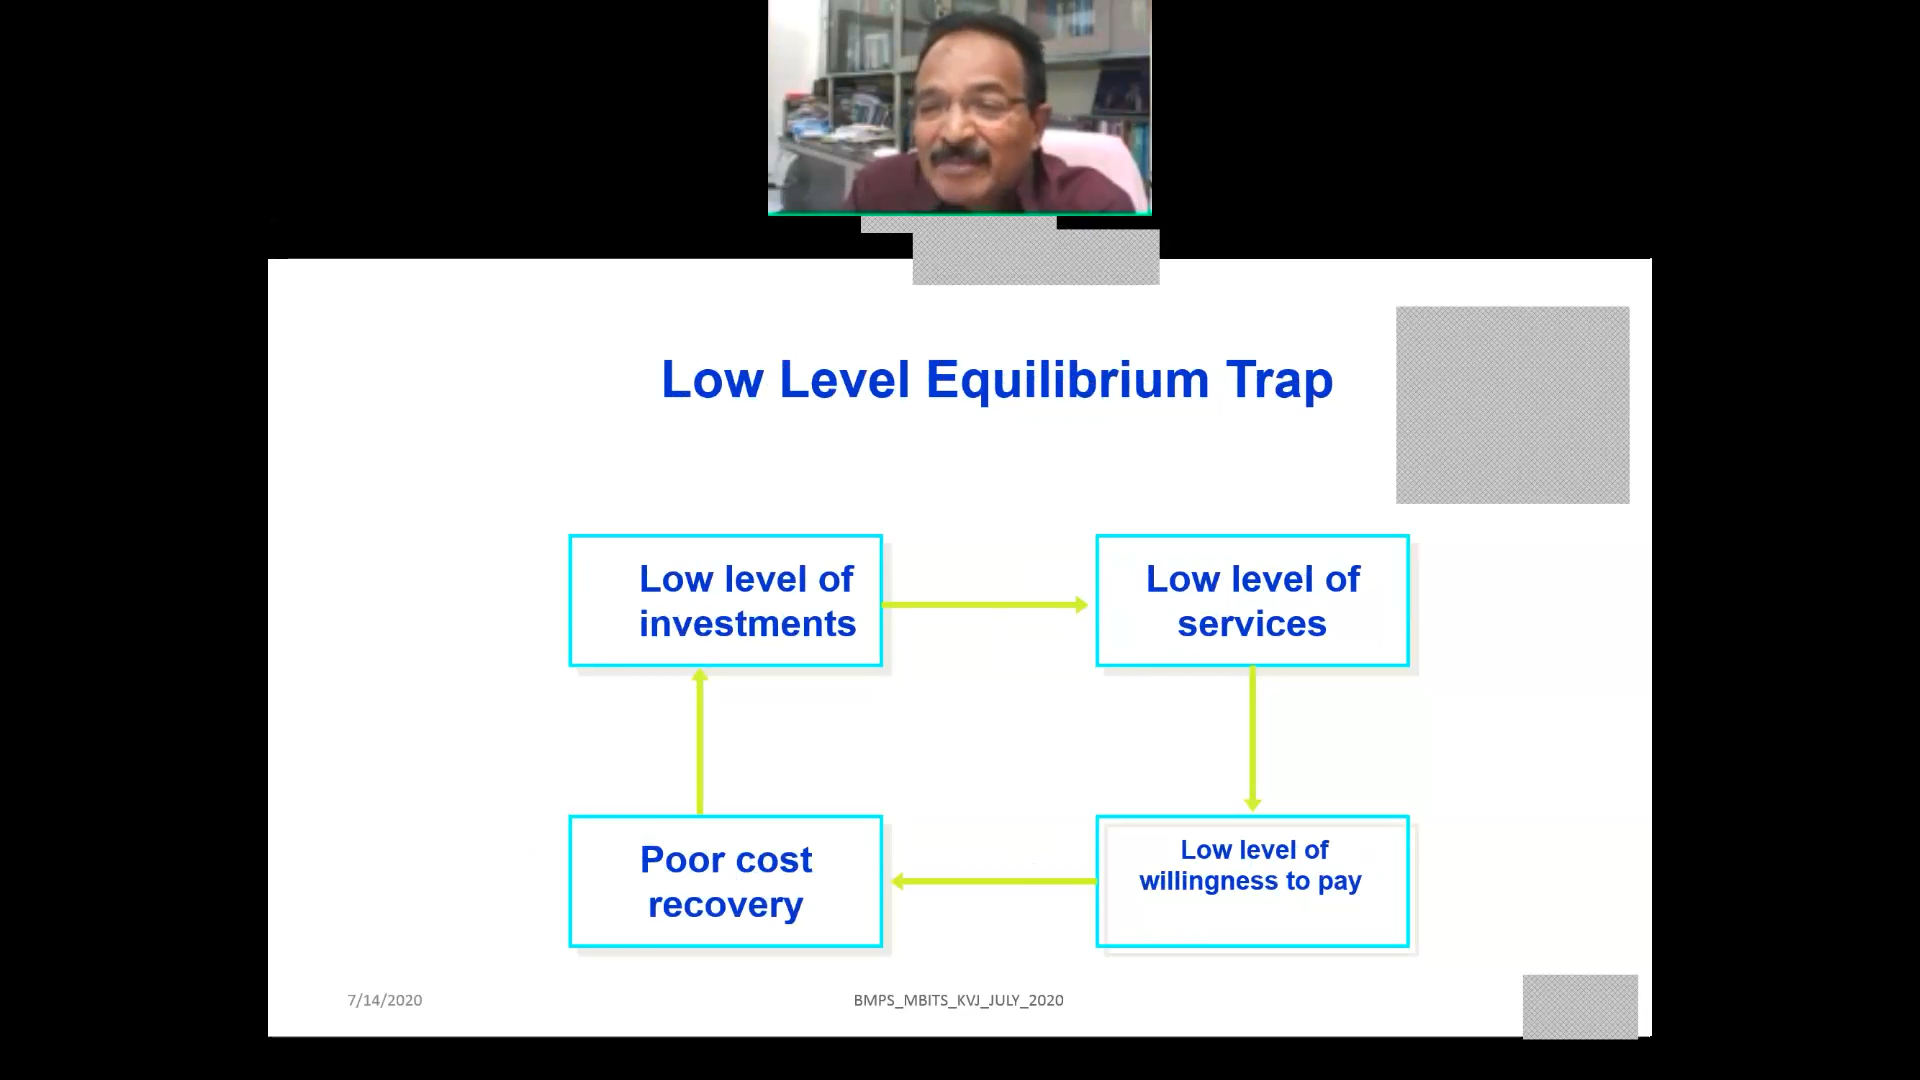 Low Level Equilibrium Trap
Low level of
investments
Low level of
services
Poor cost
recovery
Low level of
willingness to pay
7/14/2020
BMPS_MBITS_KVJ_JULY_2020